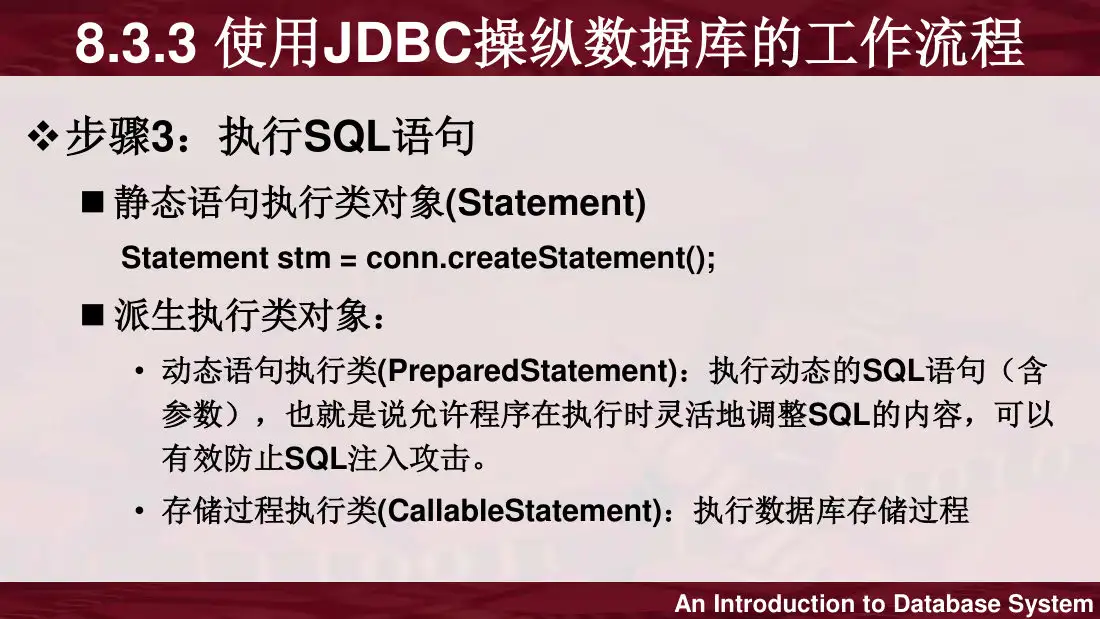 8.3.3 使用JDBC操纵数据库的工作流程
❖步骤3：执行SQL语句
■ 静态语句执行类对象(Statement)
Statement stm = conn.createStatement();
■ 派生执行类对象：
• 动态语句执行类(PreparedStatement)：执行动态的SQL语句（含
参数），也就是说允许程序在执行时灵活地调整SQL的内容，可以
有效防止SQL注入攻击。
• 存储过程执行类(CallableStatement)：执行数据库存储过程
An Introduction to Database System